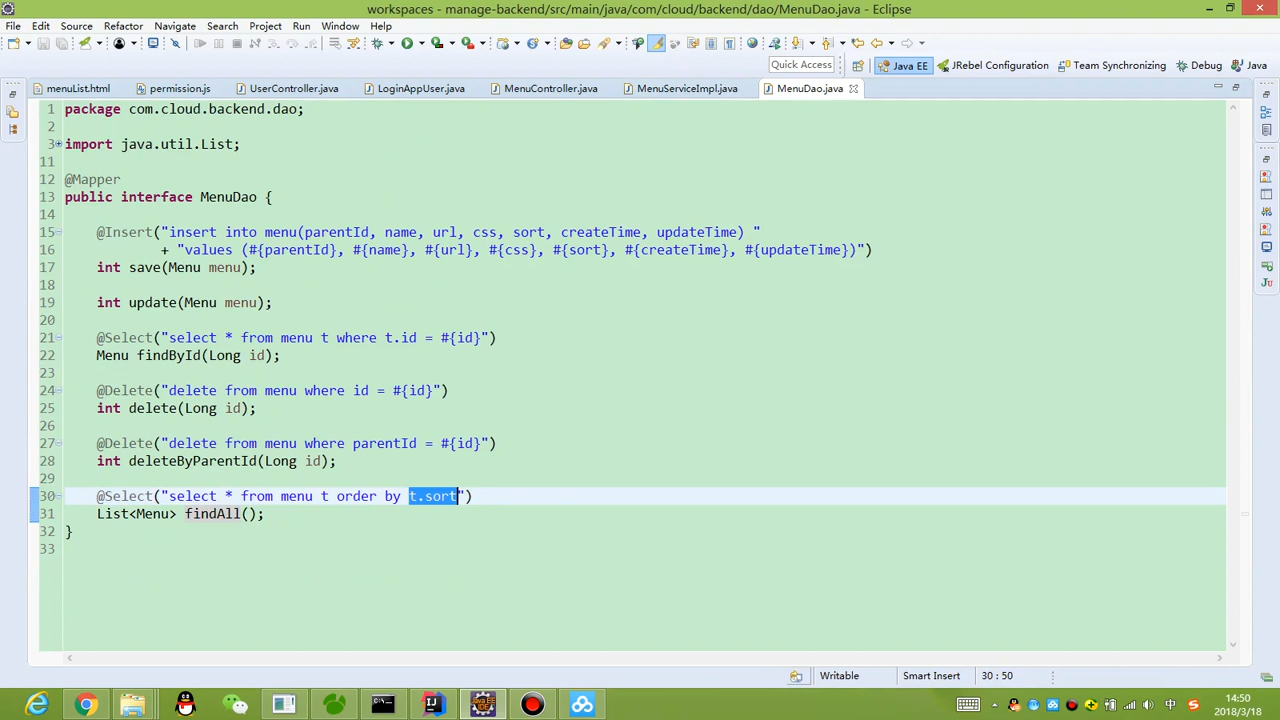 workspaces - manage-backend/src/main/java/com/cloud/backend/dao/MenuDao.java - Eclipse
File Edit Source Refactor Navigate Search Project Run Window Help
Quick Access Java EE JRebel Configuration Team Synchronizing Debug Java
menuList.html permission.js UserController.java LoginAppUser.java MenuController.java MenuServiceImpl.java MenuDao.java
1 package com.cloud.backend.dao;
2
3 import java.util.List;
11
12 @Mapper
13 public interface MenuDao {
14
15 @Insert("insert into menu(parentId, name, url, css, sort, createTime, updateTime) "
16 + "values (#{parentId}, #{name}, #{url}, #{css}, #{sort}, #{createTime}, #{updateTime})")
17 int save(Menu menu);
18
19 int update(Menu menu);
20
21 @Select("select * from menu t where t.id = #{id}")
22 Menu findById(Long id);
23
24 @Delete("delete from menu where id = #{id}")
25 int delete(Long id);
26
27 @Delete("delete from menu where parentId = #{id}")
28 int deleteByParentId(Long id);
29
30 @Select("select * from menu t order by t.sort")
31 List<Menu> findAll();
32 }
33
Writable Smart Insert 30 : 50
中
14:50
2018/3/18